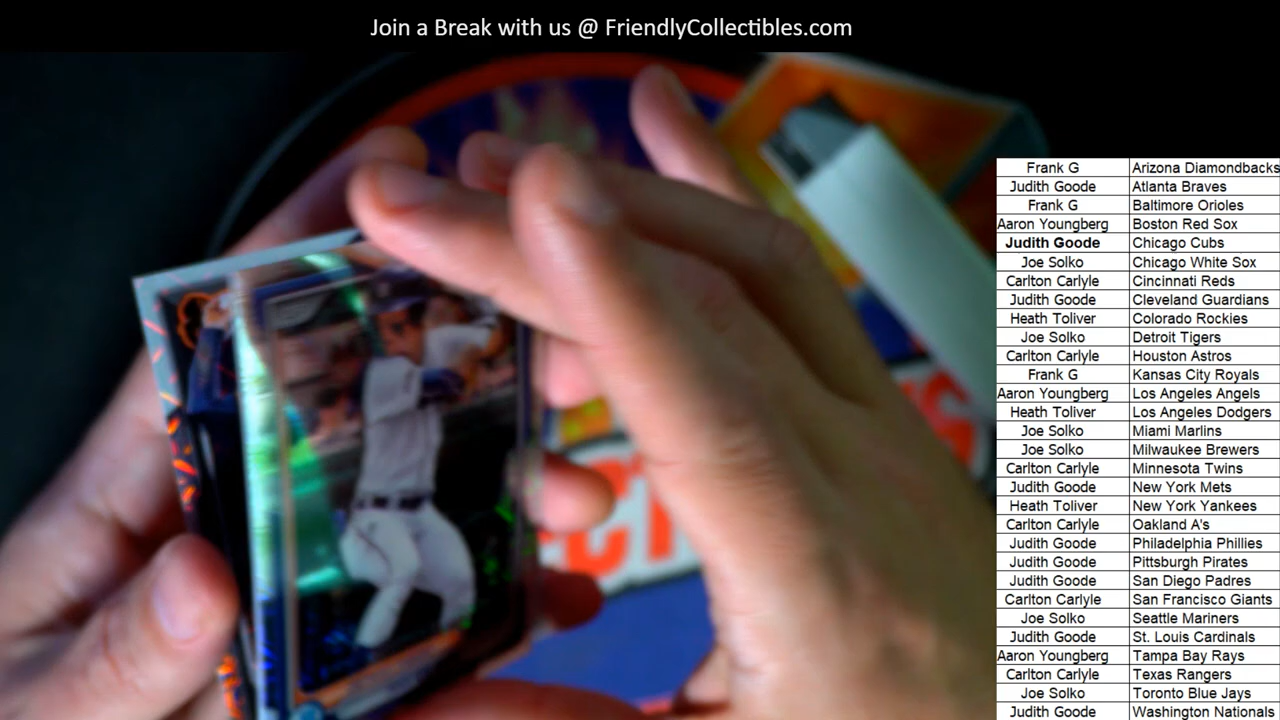 Join a Break with us @ FriendlyCollectibles.com
Frank G Arizona Diamondbacks
Judith Goode Atlanta Braves
Frank G Baltimore Orioles
Aaron Youngberg Boston Red Sox
Judith Goode Chicago Cubs
Joe Solko Chicago White Sox
Carlton Carlyle Cincinnati Reds
Judith Goode Cleveland Guardians
Heath Toliver Colorado Rockies
Joe Solko Detroit Tigers
Carlton Carlyle Houston Astros
Frank G Kansas City Royals
Aaron Youngberg Los Angeles Angels
Heath Toliver Los Angeles Dodgers
Joe Solko Miami Marlins
Joe Solko Milwaukee Brewers
Carlton Carlyle Minnesota Twins
Judith Goode New York Mets
Heath Toliver New York Yankees
Carlton Carlyle Oakland A's
Judith Goode Philadelphia Phillies
Judith Goode Pittsburgh Pirates
Judith Goode San Diego Padres
Carlton Carlyle San Francisco Giants
Joe Solko Seattle Mariners
Judith Goode St. Louis Cardinals
Aaron Youngberg Tampa Bay Rays
Carlton Carlyle Texas Rangers
Joe Solko Toronto Blue Jays
Judith Goode Washington Nationals